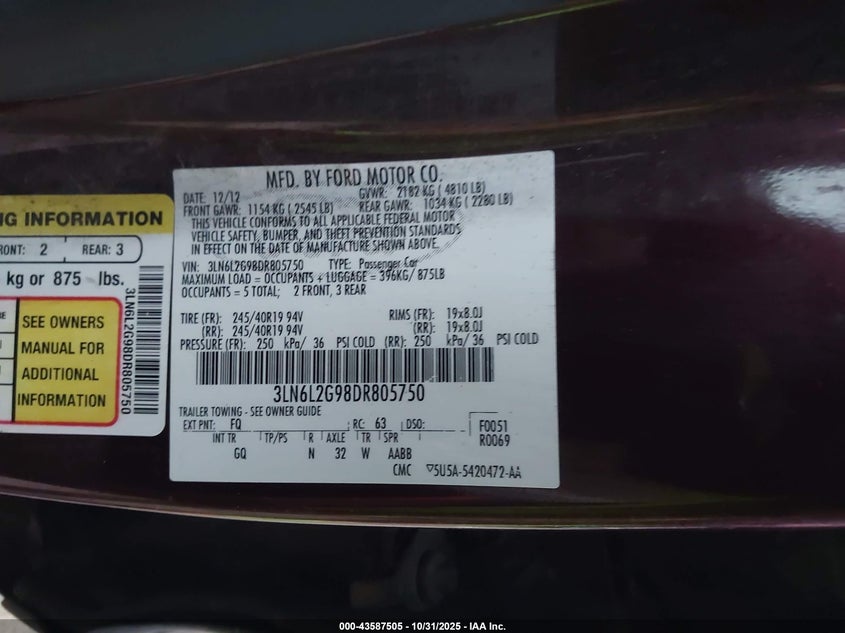 MFD. BY FORD MOTOR CO.
DATE: 12/12 GVWR: 2182 KG ( 4810 LB)
FRONT GAWR: 1154 KG ( 2545 LB) REAR GAWR: 1034 KG ( 2280 LB)
THIS VEHICLE CONFORMS TO ALL APPLICABLE FEDERAL MOTOR
VEHICLE SAFETY, BUMPER, AND THEFT PREVENTION STANDARDS
IN EFFECT ON THE DATE OF MANUFACTURE SHOWN ABOVE.
VIN: 3LN6L2G98DR805750 TYPE: Passenger Car
MAXIMUM LOAD = OCCUPANTS + LUGGAGE = 396KG/ 875LB
OCCUPANTS = 5 TOTAL; 2 FRONT, 3 REAR
TIRE (FR): 245/40R19 94V RIMS (FR): 19x8.0J
(RR): 245/40R19 94V (RR): 19x8.0J
PRESSURE (FR): 250 kPa/ 36 PSI COLD (RR): 250 kPa/ 36 PSI COLD
3LN6L2G98DR805750
TRAILER TOWING - SEE OWNER GUIDE
EXT PNT: FQ RC: 63 DSO: F0051
INT TR TP/PS R AXLE TR SPR R0069
GQ N 32 W AABB
CMC 5U5A-5420472-AA
NG INFORMATION
RONT: 2 REAR: 3
kg or 875 lbs.
SEE OWNERS
MANUAL FOR
ADDITIONAL
INFORMATION
3LN6L2G98DR805750
000-43587505 - 10/31/2025 - IAA Inc.